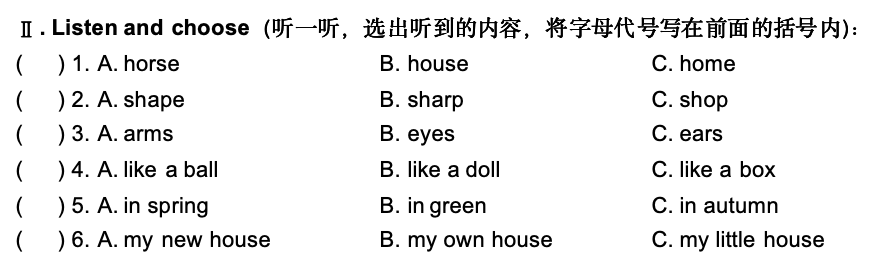 Ⅱ. Listen and choose (听一听，选出听到的内容，将字母代号写在前面的括号内)：
(   ) 1. A. horse B. house C. home
(   ) 2. A. shape B. sharp C. shop
(   ) 3. A. arms B. eyes C. ears
(   ) 4. A. like a ball B. like a doll C. like a box
(   ) 5. A. in spring B. in green C. in autumn
(   ) 6. A. my new house B. my own house C. my little house